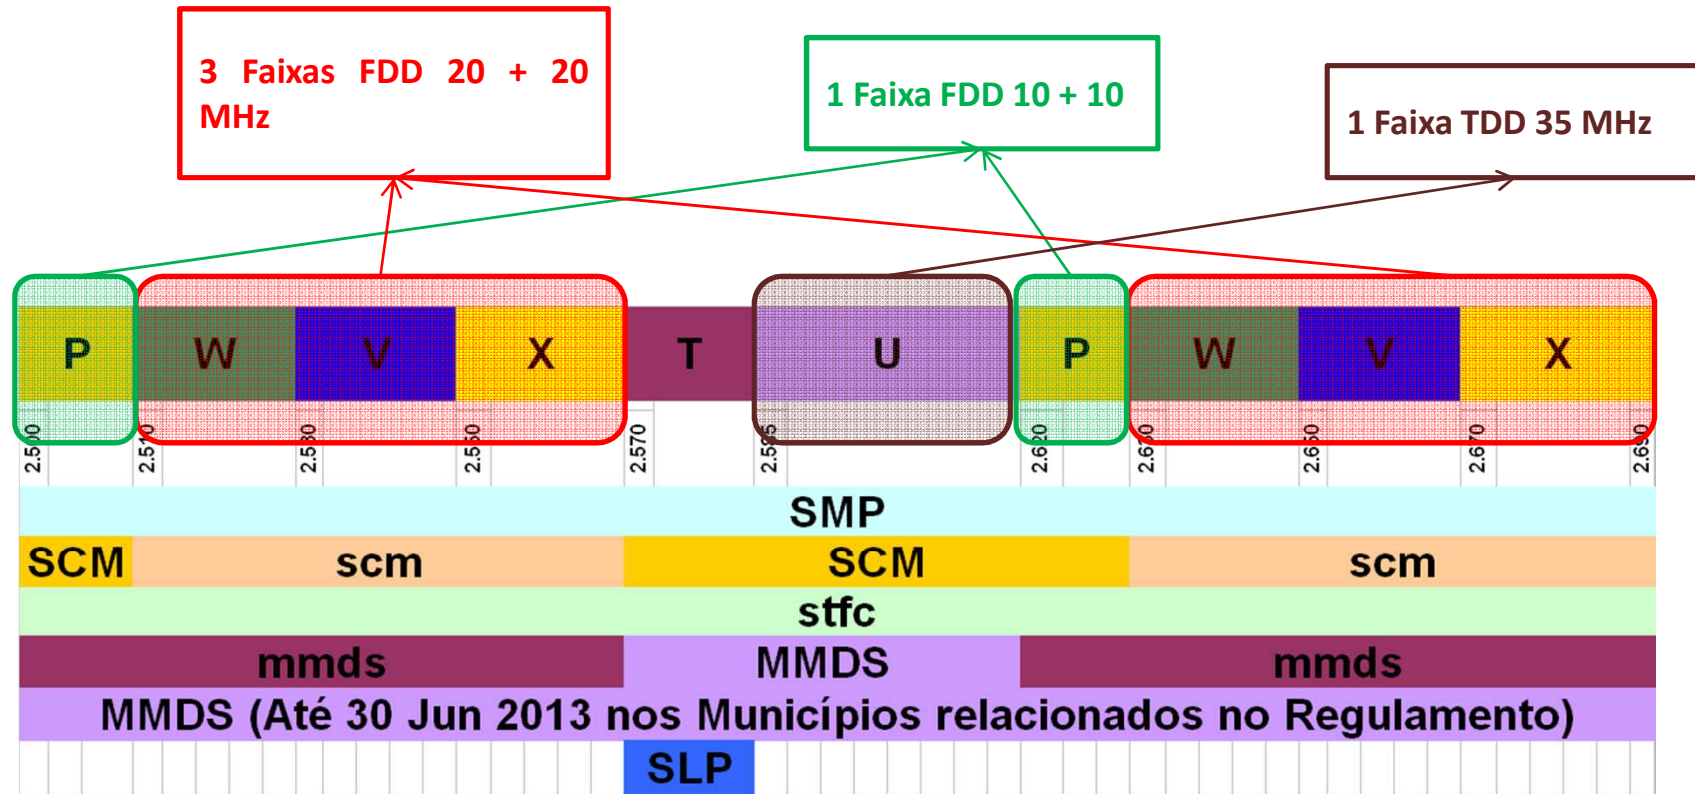 3 Faixas FDD 20 + 20
MHz
1 Faixa FDD 10 + 10
1 Faixa TDD 35 MHz
P W V X T U P W V X
2.500 2.510 2.530 2.550 2.570 2.585 2.620 2.630 2.650 2.670 2.690
SMP
SCM scm SCM scm
stfc
mmds MMDS mmds
MMDS (Até 30 Jun 2013 nos Municípios relacionados no Regulamento)
SLP